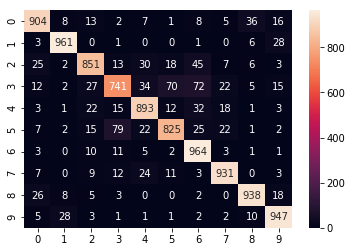 0 904 8 13 2 7 1 8 5 36 16
1 3 961 0 1 0 0 1 0 6 28
2 25 2 851 13 30 18 45 7 6 3
3 12 2 27 741 34 70 72 22 5 15
4 3 1 22 15 893 12 32 18 1 3
5 7 2 15 79 22 825 25 22 1 2
6 3 0 10 11 5 2 964 3 1 1
7 7 0 9 12 24 11 3 931 0 3
8 26 8 5 3 0 0 2 0 938 18
9 5 28 3 1 1 1 2 2 10 947
0 1 2 3 4 5 6 7 8 9
800
600
400
200
0